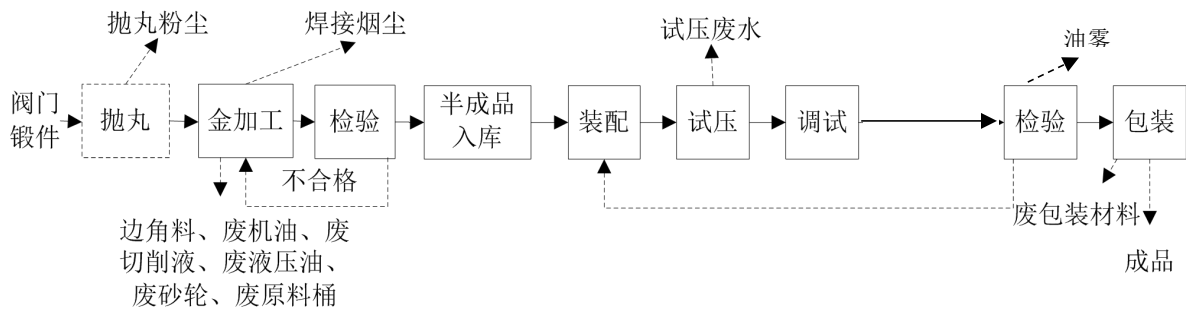 抛丸粉尘
焊接烟尘
试压废水
油雾
阀门
锻件
抛丸
金加工
检验
半成品
入库
装配
试压
调试
检验
包装
不合格
废包装材料
边角料、废机油、废
切削液、废液压油、
废砂轮、废原料桶
成品